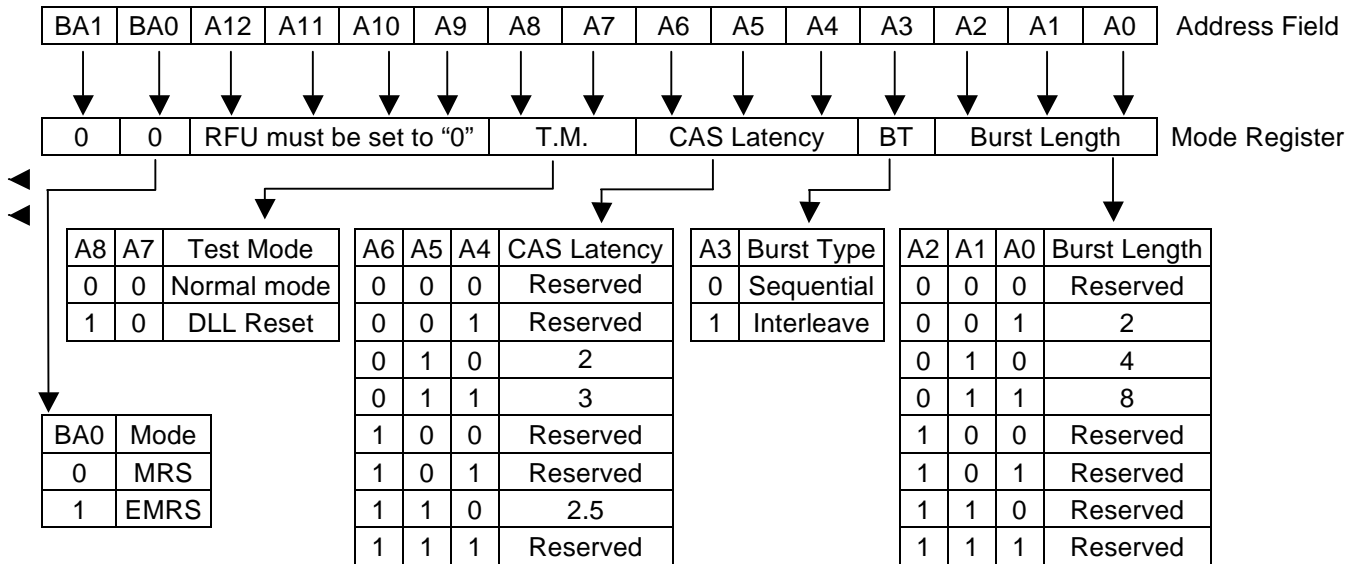 BA1 BA0 A12 A11 A10 A9 A8 A7 A6 A5 A4 A3 A2 A1 A0 Address Field
0 0 RFU must be set to “0” T.M. CAS Latency BT Burst Length Mode Register
A8 A7 Test Mode
0 0 Normal mode
1 0 DLL Reset
A6 A5 A4 CAS Latency
0 0 0 Reserved
0 0 1 Reserved
0 1 0 2
0 1 1 3
1 0 0 Reserved
1 0 1 Reserved
1 1 0 2.5
1 1 1 Reserved
A3 Burst Type
0 Sequential
1 Interleave
A2 A1 A0 Burst Length
0 0 0 Reserved
0 0 1 2
0 1 0 4
0 1 1 8
1 0 0 Reserved
1 0 1 Reserved
1 1 0 Reserved
1 1 1 Reserved
BA0 Mode
0 MRS
1 EMRS